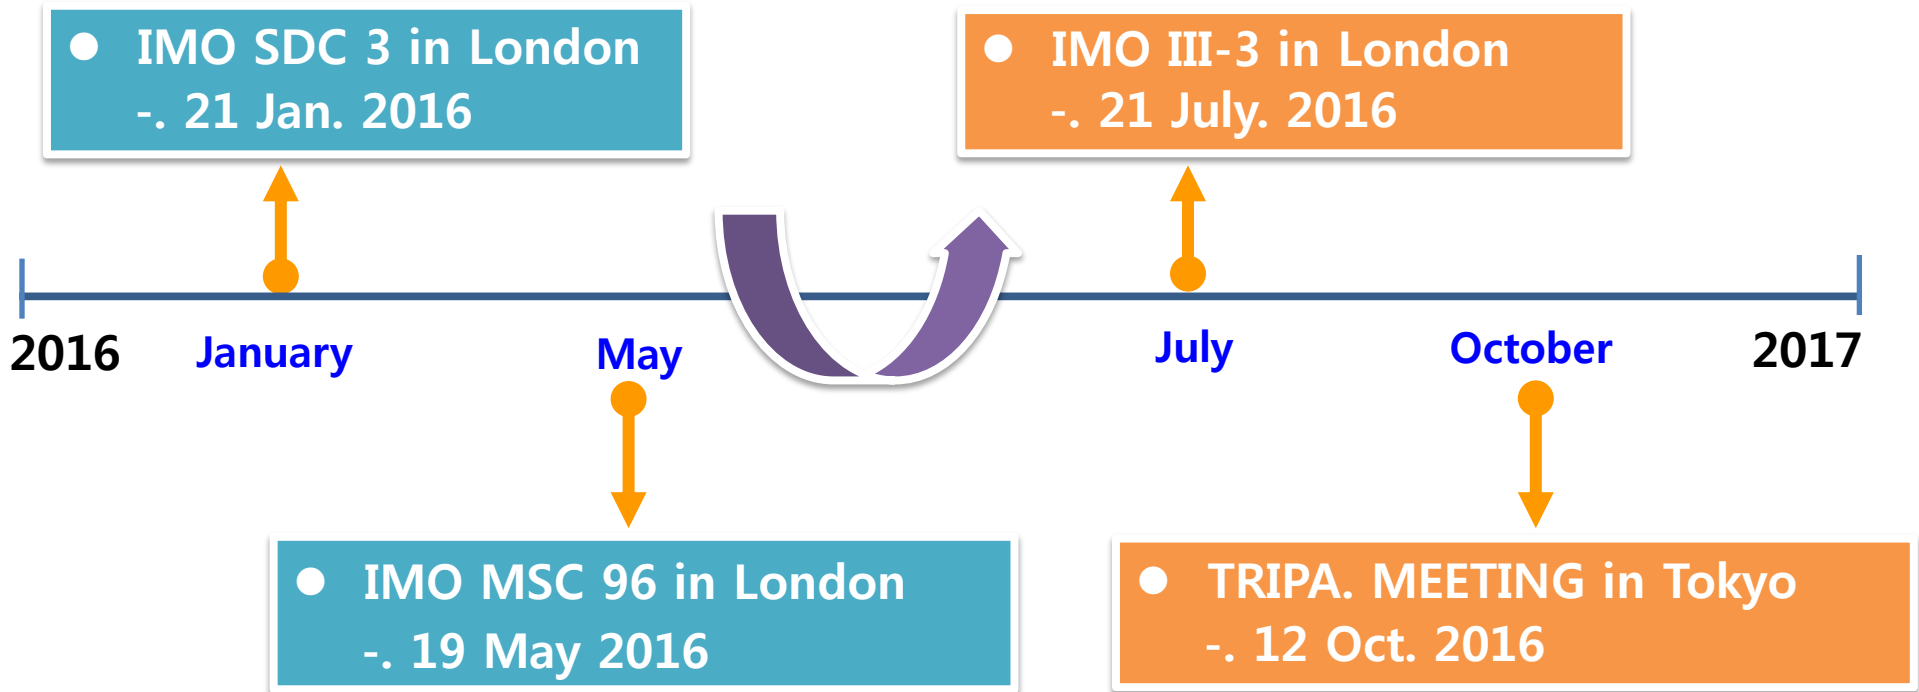 ● IMO SDC 3 in London
-. 21 Jan. 2016
● IMO III-3 in London
-. 21 July. 2016
2016
January
May
July
October
2017
● IMO MSC 96 in London
-. 19 May 2016
● TRIPA. MEETING in Tokyo
-. 12 Oct. 2016